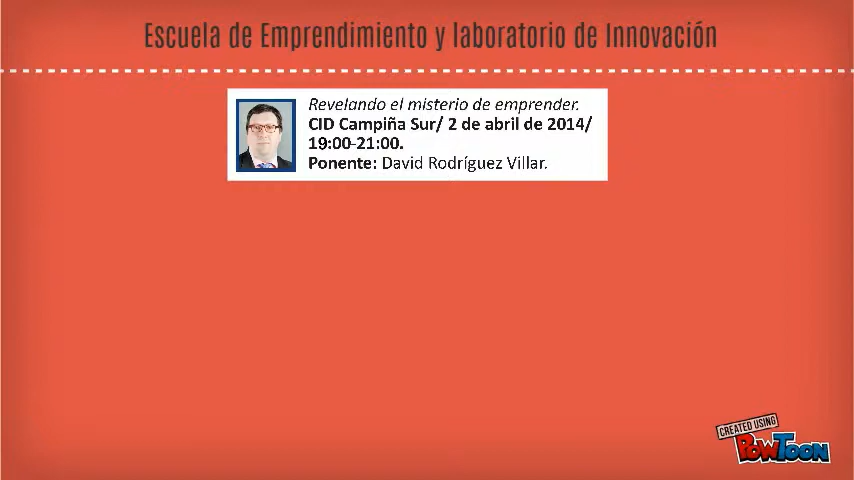 Escuela de Emprendimiento y laboratorio de Innovación
Revelando el misterio de emprender.
CID Campiña Sur/ 2 de abril de 2014/
19:00-21:00.
Ponente: David Rodríguez Villar.
CREATED USING
POWTOON